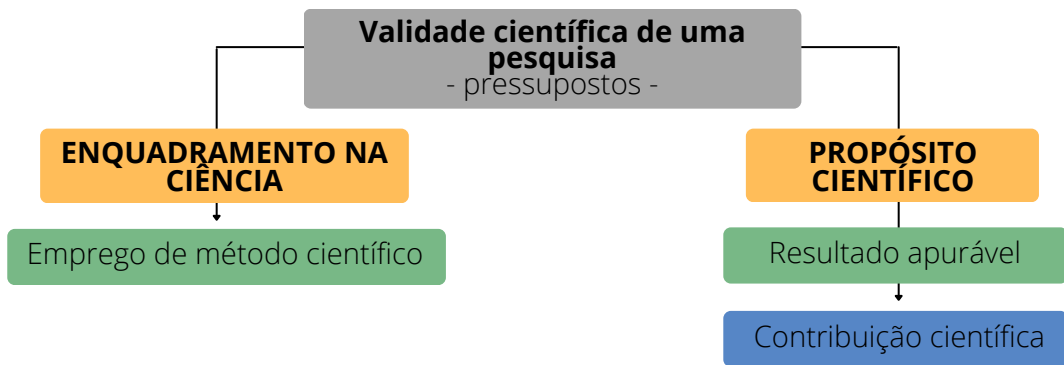 Validade científica de uma
pesquisa
- pressupostos -
ENQUADRAMENTO NA
CIÊNCIA
PROPÓSITO
CIENTÍFICO
Emprego de método científico
Resultado apurável
Contribuição científica